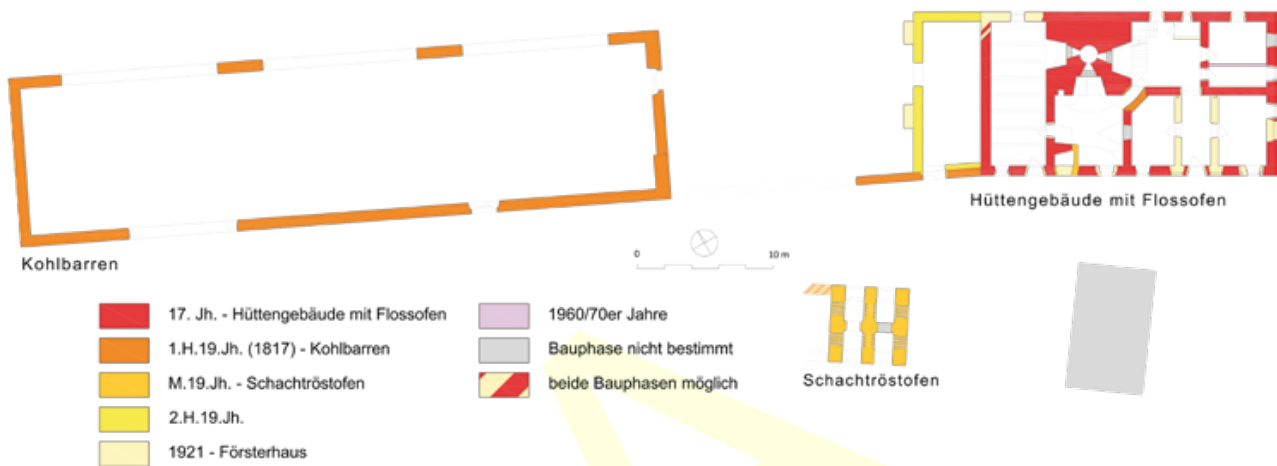 Hüttengebäude mit Flossofen
Kohlbarren
0 10 m
Schachtröstofen
17. Jh. - Hüttengebäude mit Flossofen
1.H.19.Jh. (1817) - Kohlbarren
M.19.Jh. - Schachtröstofen
2.H.19.Jh.
1921 - Försterhaus
1960/70er Jahre
Bauphase nicht bestimmt
beide Bauphasen möglich